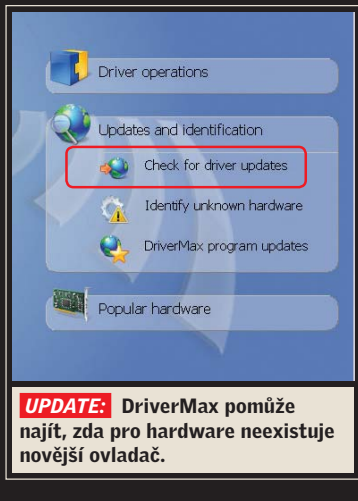 Driver operations
Updates and identification
Check for driver updates
Identify unknown hardware
DriverMax program updates
Popular hardware
UPDATE: DriverMax pomůže
najít, zda pro hardware neexistuje
novější ovladač.